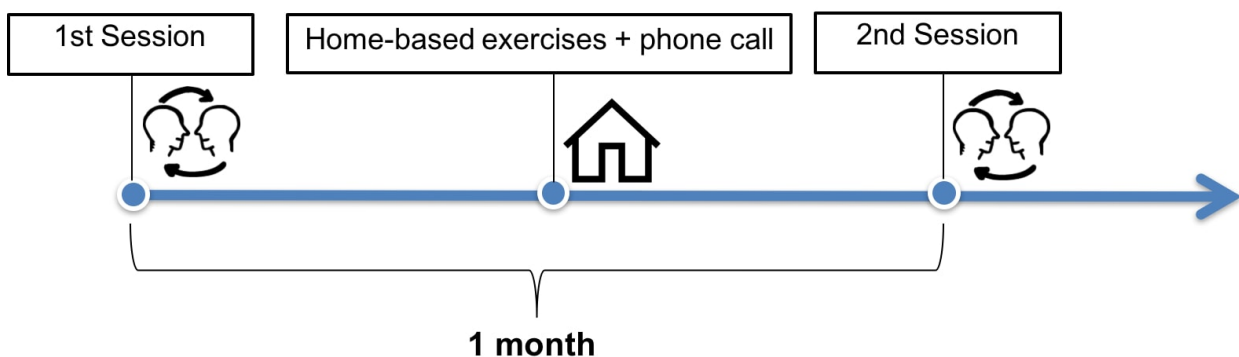 1st Session
Home-based exercises + phone call
2nd Session
1 month